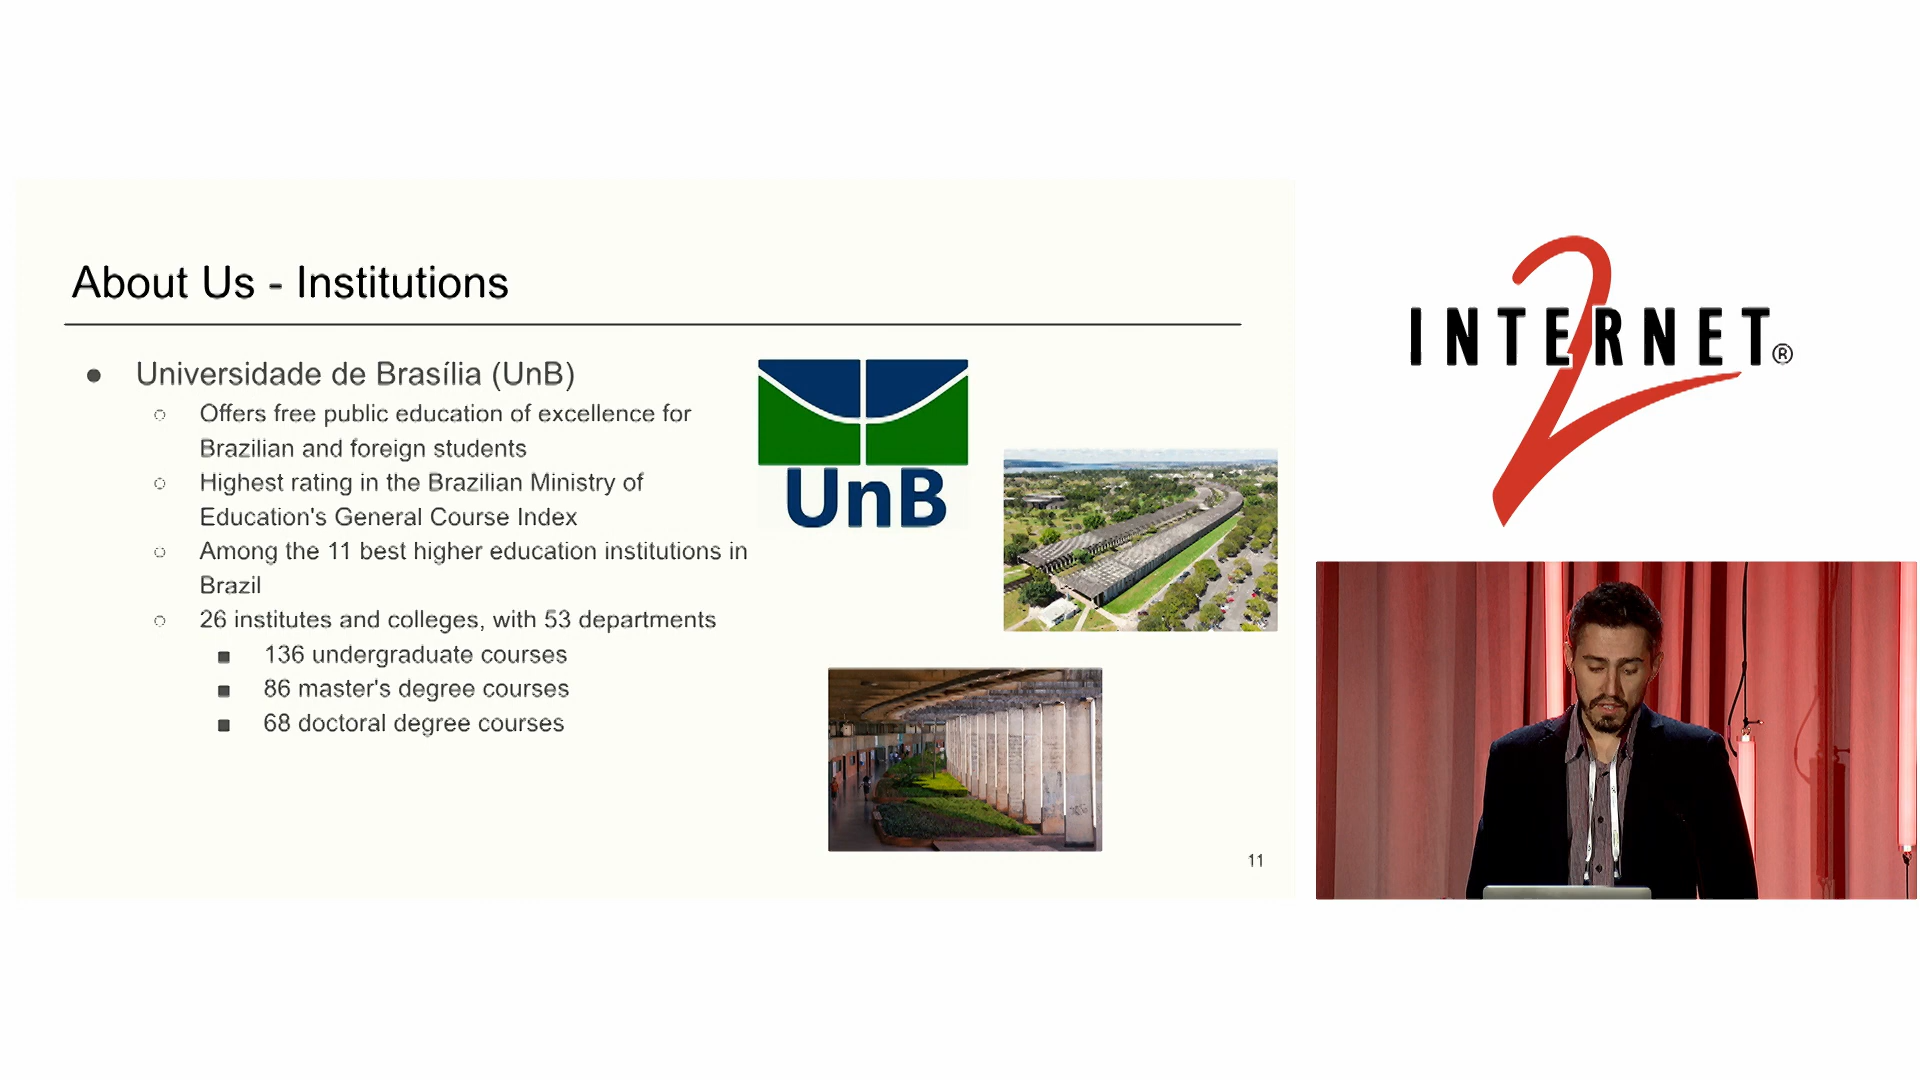 About Us - Institutions
● Universidade de Brasília (UnB)
○ Offers free public education of excellence for
Brazilian and foreign students
○ Highest rating in the Brazilian Ministry of
Education's General Course Index
○ Among the 11 best higher education institutions in
Brazil
○ 26 institutes and colleges, with 53 departments
■ 136 undergraduate courses
■ 86 master's degree courses
■ 68 doctoral degree courses
UnB
11
INTERNET®
2